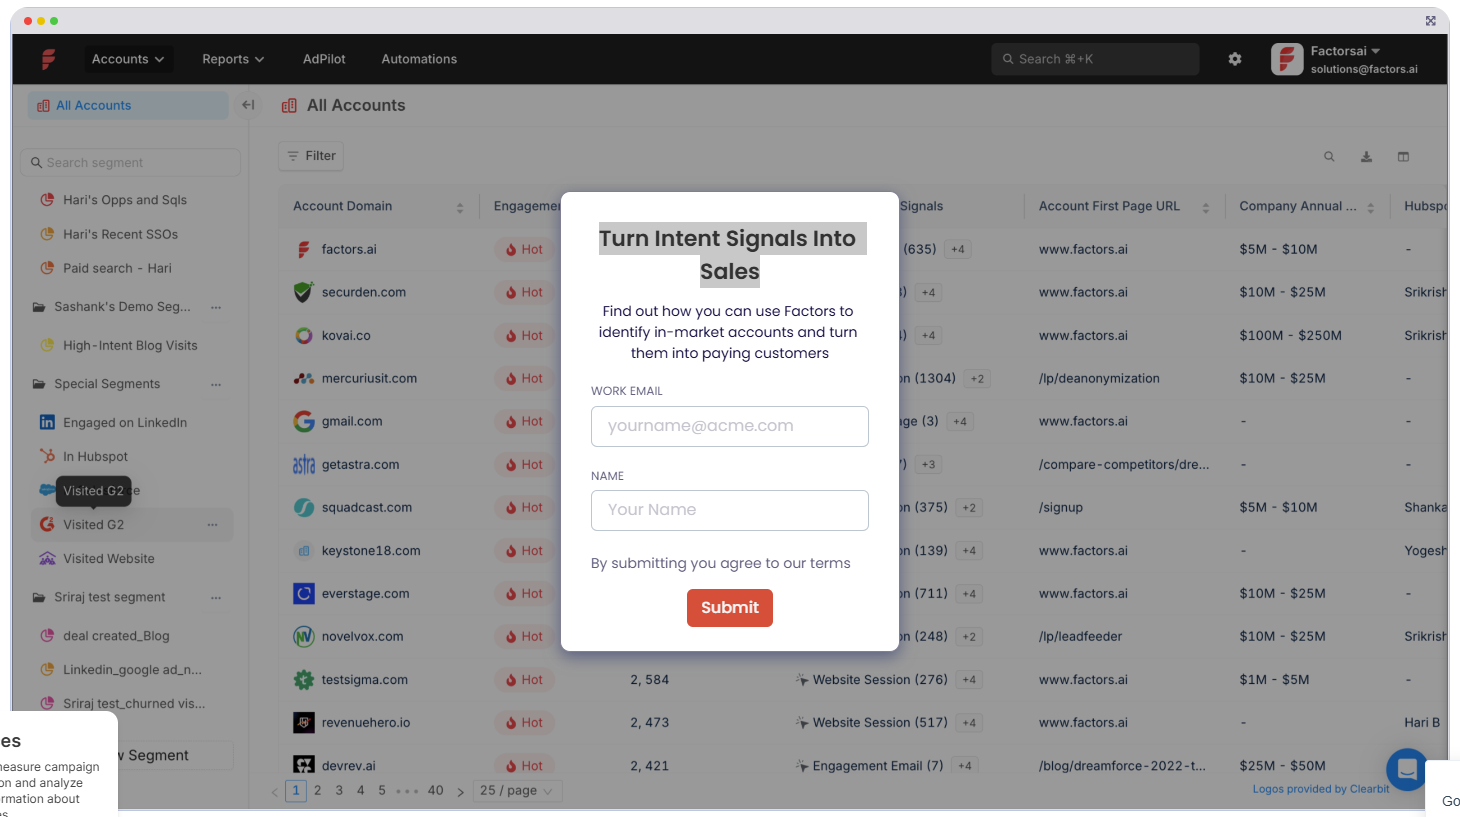 Accounts
Reports
AdPilot
Automations
Search ⌘+K
Factorsai
solutions@factors.ai
All Accounts
All Accounts
Search segment
Filter
Hari's Opps and Sqls
Hari's Recent SSOs
Paid search - Hari
Sashank's Demo Seg... ...
High-Intent Blog Visits
Special Segments ...
Engaged on LinkedIn
In Hubspot
Visited G2
Visited G2 ...
Visited Website
Sriraj test segment ...
deal created_Blog
Linkedin_google ad_n...
Sriraj test_churned vis...
Segment
Account Domain
Signals
Account First Page URL
Company Annual ...
factors.ai Hot (635) +4 www.factors.ai $5M - $10M -
securden.com Hot +4 www.factors.ai $10M - $25M
kovai.co Hot +4 www.factors.ai $100M - $250M
mercuriusit.com Hot (1304) +2 /lp/deanonymization $10M - $25M -
gmail.com Hot (3) +4 www.factors.ai - -
getastra.com Hot +3 /compare-competitors/dre... - -
squadcast.com Hot (375) +2 /signup $5M - $10M
keystone18.com Hot (139) +4 www.factors.ai -
everstage.com Hot (711) +4 www.factors.ai $10M - $25M -
novelvox.com Hot (248) +2 /lp/leadfeeder $10M - $25M
testsigma.com Hot 2, 584 Website Session (276) +4 www.factors.ai $1M - $5M -
revenuehero.io Hot 2, 473 Website Session (517) +4 www.factors.ai - Hari B
devrev.ai Hot 2, 421 Engagement Email (7) +4 /blog/dreamforce-2022-t... $25M - $50M -
Turn Intent Signals Into
Sales
Find out how you can use Factors to
identify in-market accounts and turn
them into paying customers
WORK EMAIL
yourname@acme.com
NAME
Your Name
By submitting you agree to our terms
Submit
< 1 2 3 4 5 ••• 40 > 25 / page
Logos provided by Clearbit
es
measure campaign
on and analyze
rmation about
Go